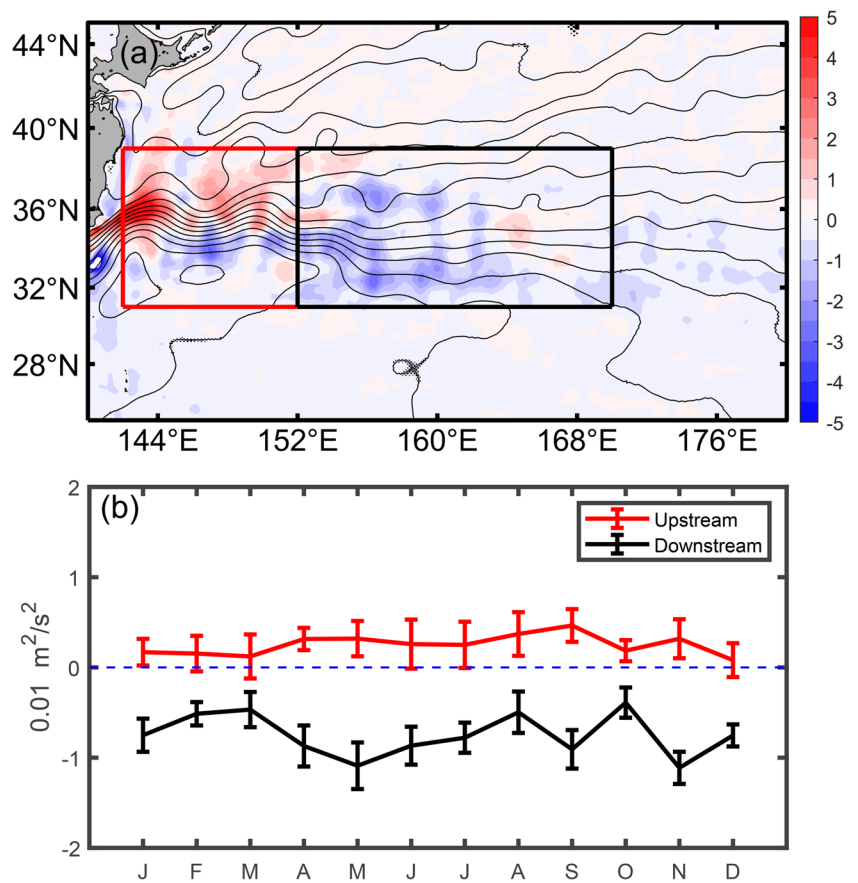 (a)
44°N
40°N
36°N
32°N
28°N
144°E 152°E 160°E 168°E 176°E
5
4
3
2
1
0
-1
-2
-3
-4
-5
(b)
Upstream
Downstream
0.01 m²/s²
2
1
0
-1
-2
J F M A M J J A S O N D